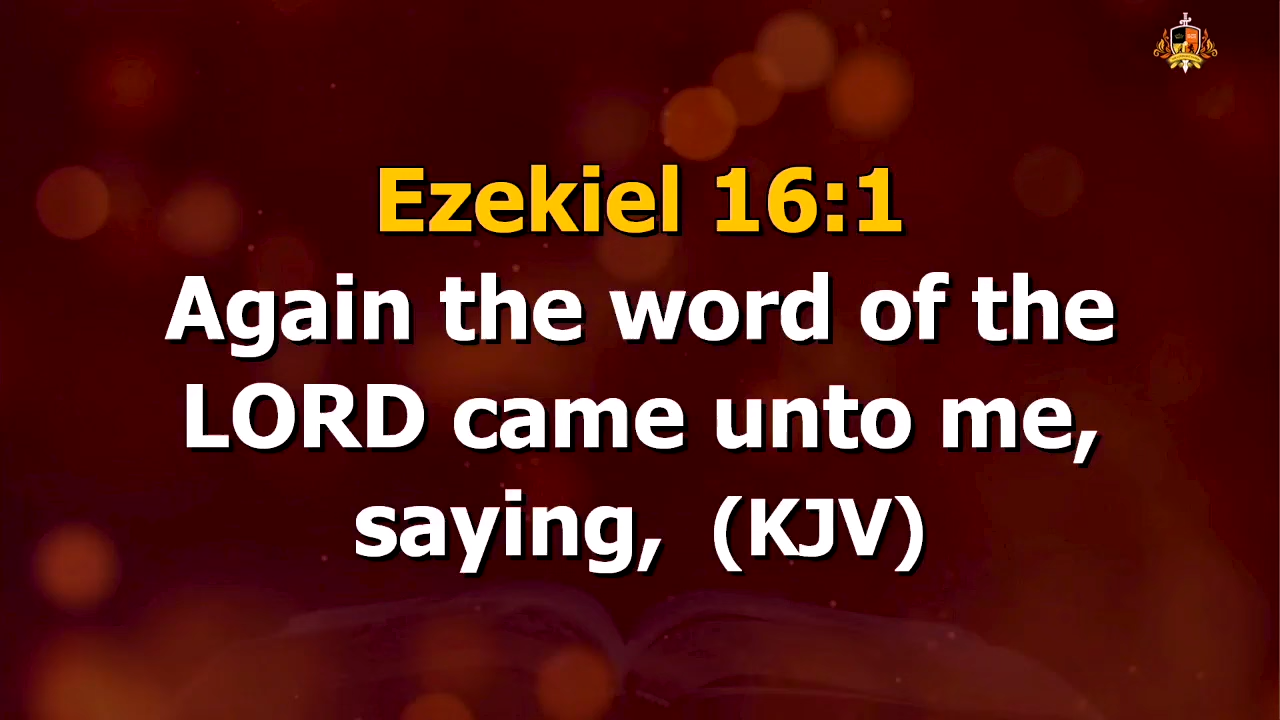 Ezekiel 16:1
Again the word of the
LORD came unto me,
saying,  (KJV)